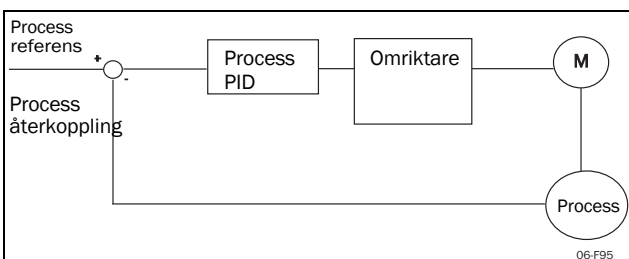 Process
referens
+
-
Process
PID
Omriktare
M
Process
återkoppling
Process
06-F95